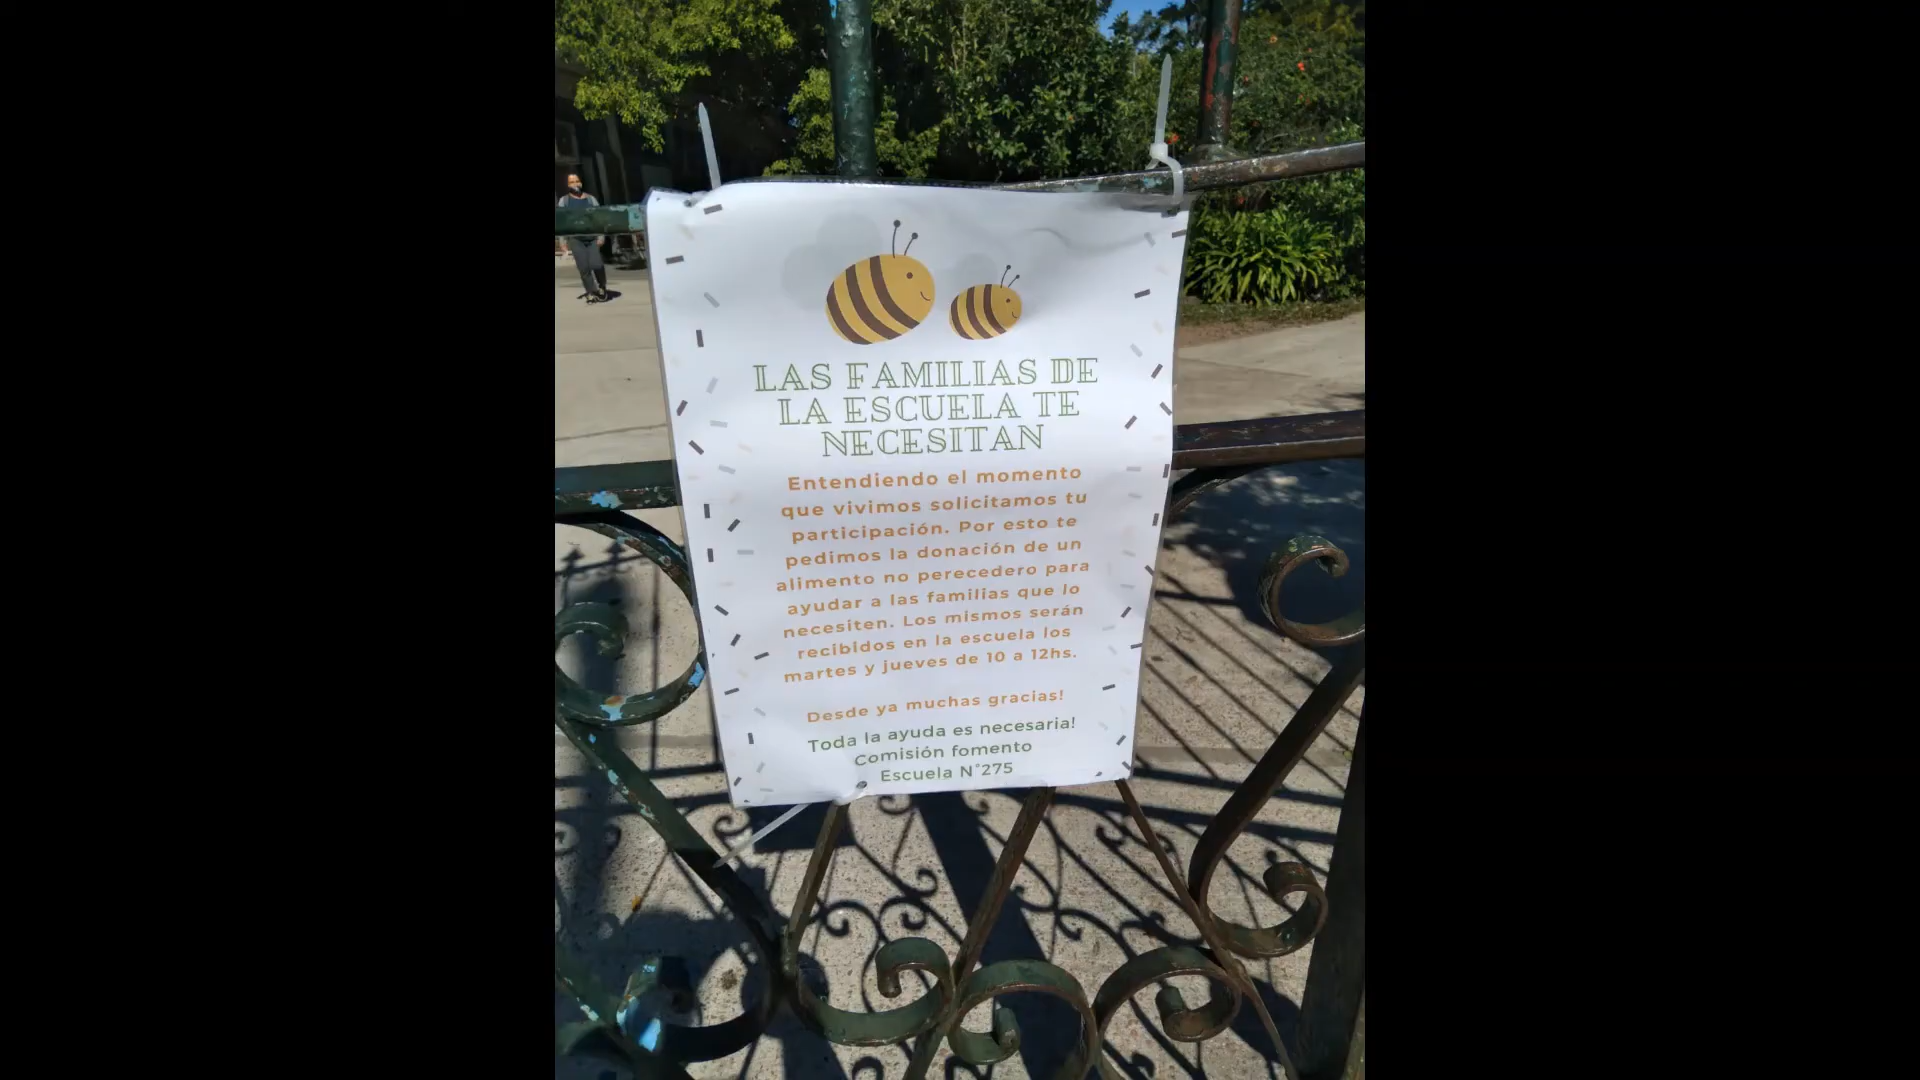 LAS FAMILIAS DE
LA ESCUELA TE
NECESITAN
Entendiendo el momento
que vivimos solicitamos tu
participación. Por esto te
pedimos la donación de un
alimento no perecedero para
ayudar a las familias que lo
necesiten. Los mismos serán
recibidos en la escuela los
martes y jueves de 10 a 12hs.
Desde ya muchas gracias!
Toda la ayuda es necesaria!
Comisión fomento
Escuela N°275